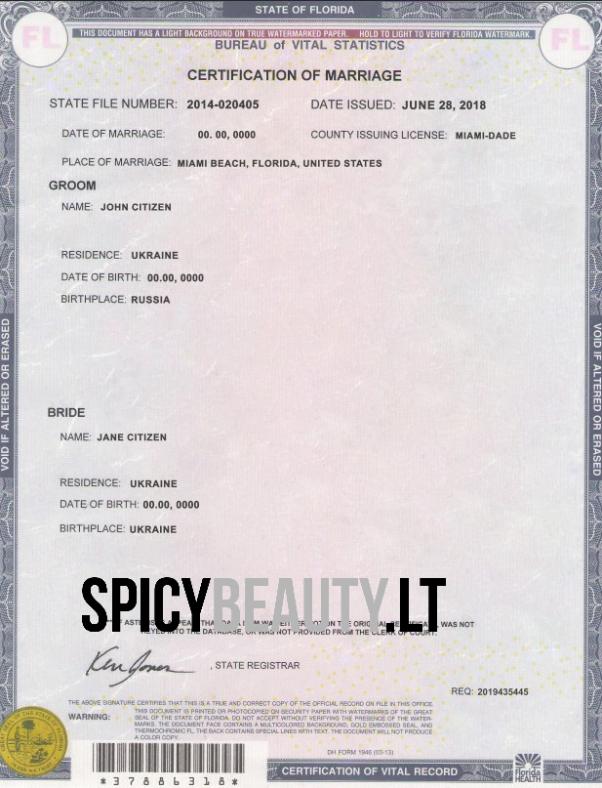 STATE OF FLORIDA
THIS DOCUMENT HAS A LIGHT BACKGROUND ON TRUE WATERMARKED PAPER. HOLD TO LIGHT TO VERIFY FLORIDA WATERMARK.
FL
FL
BUREAU of VITAL STATISTICS
CERTIFICATION OF MARRIAGE
STATE FILE NUMBER: 2014-020405 DATE ISSUED: JUNE 28, 2018
DATE OF MARRIAGE: 00. 00, 0000 COUNTY ISSUING LICENSE: MIAMI-DADE
PLACE OF MARRIAGE: MIAMI BEACH, FLORIDA, UNITED STATES
GROOM
NAME: JOHN CITIZEN
RESIDENCE: UKRAINE
DATE OF BIRTH: 00.00, 0000
BIRTHPLACE: RUSSIA
VOID IF ALTERED OR ERASED
VOID IF ALTERED OR ERASED
BRIDE
NAME: JANE CITIZEN
RESIDENCE: UKRAINE
DATE OF BIRTH: 00.00, 0000
BIRTHPLACE: UKRAINE
SPICYBEAUTY.LT
WAS NOT
THE DATABASE, OR WAS NOT PROVIDED FROM THE CLERK OF COURT.
Ken Jones , STATE REGISTRAR
REQ: 2019435445
THE ABOVE SIGNATURE CERTIFIES THAT THIS IS A TRUE AND CORRECT COPY OF THE OFFICIAL RECORD ON FILE IN THIS OFFICE.
WARNING: THIS DOCUMENT IS PRINTED OR PHOTOCOPIED ON SECURITY PAPER WITH WATERMARKS OF THE GREAT
SEAL OF THE STATE OF FLORIDA. DO NOT ACCEPT WITHOUT VERIFYING THE PRESENCE OF THE WATER-
MARKS. THE DOCUMENT FACE CONTAINS A MULTICOLORED BACKGROUND, GOLD EMBOSSED SEAL, AND
THERMOCHROMIC FL. THE BACK CONTAINS SPECIAL LINES WITH TEXT. THE DOCUMENT WILL NOT PRODUCE
A COLOR COPY.
DH FORM 1946 (03-13)
*37886318*
CERTIFICATION OF VITAL RECORD
Florida
HEALTH